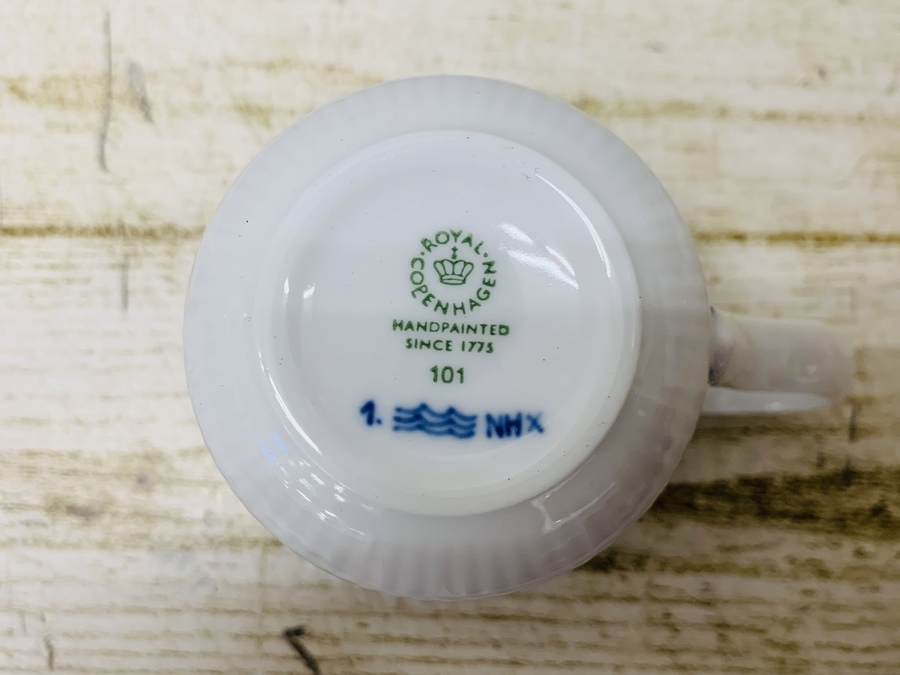 ROYAL COPENHAGEN
HANDPAINTED
SINCE 1775
101
1. NHX